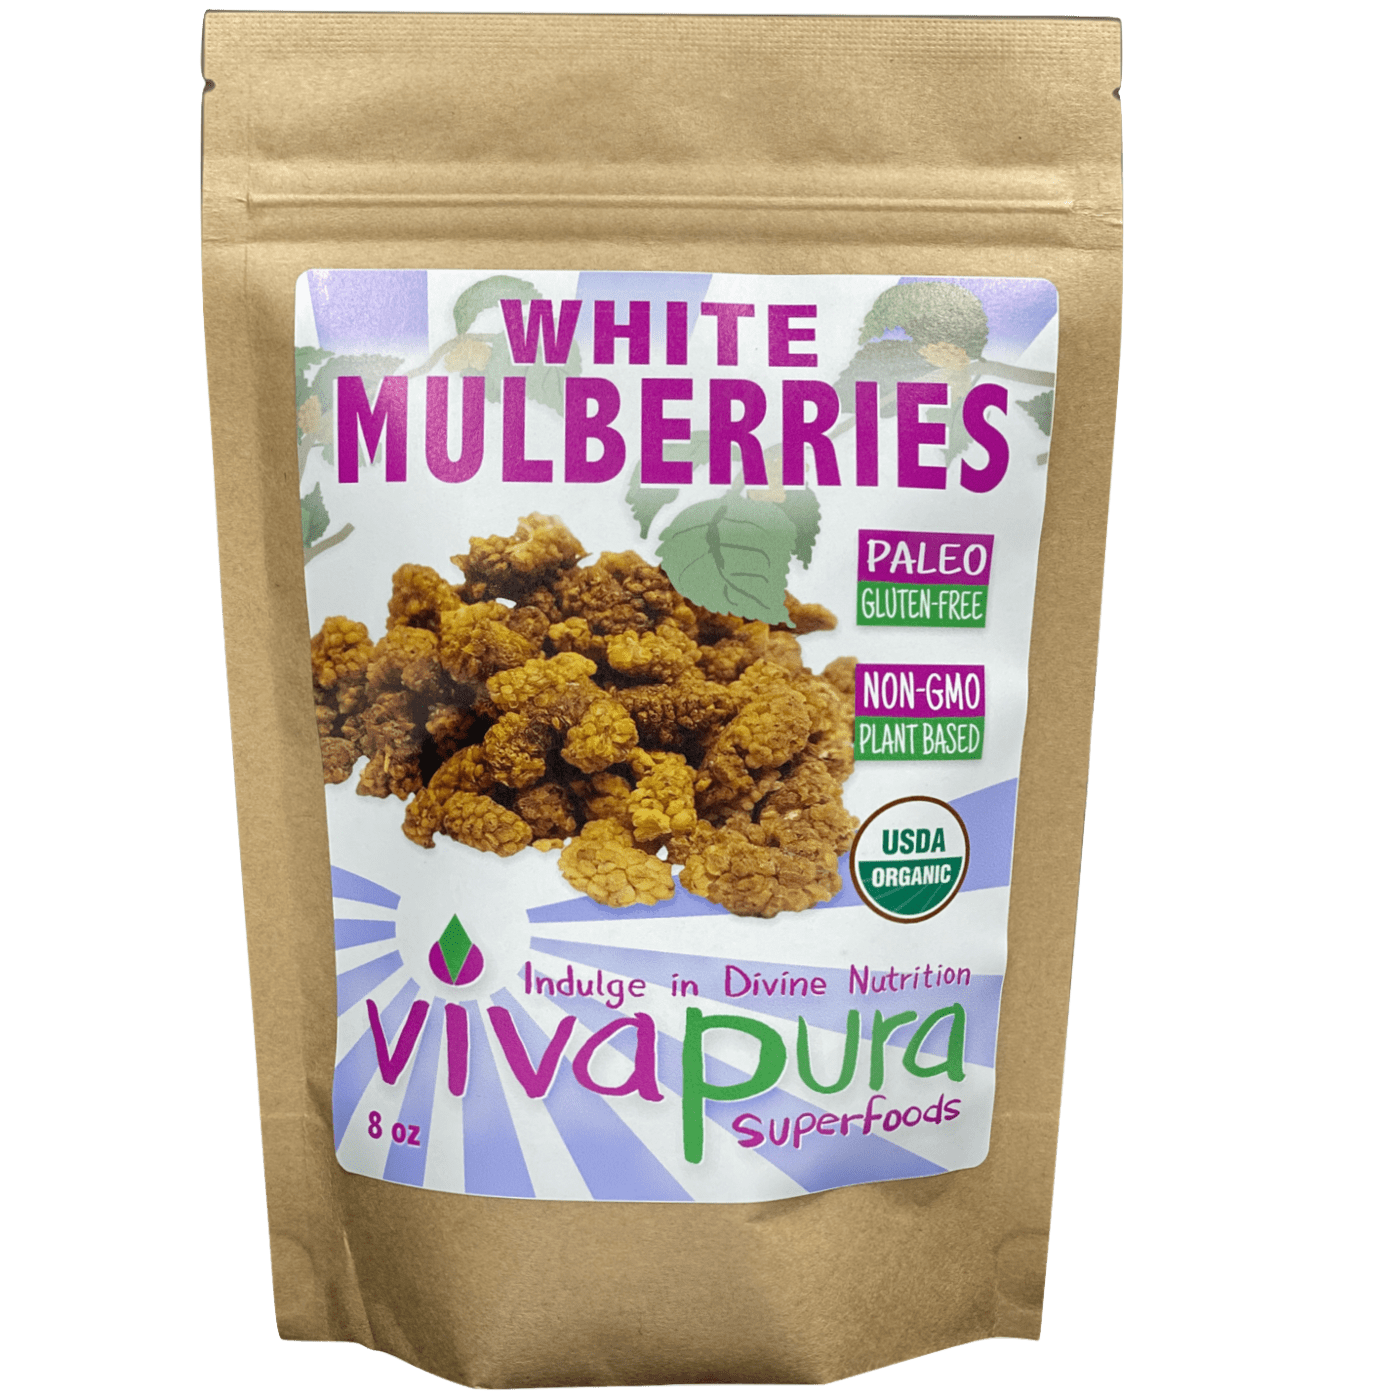 WHITE
MULBERRIES
PALEO
GLUTEN-FREE
NON-GMO
PLANT BASED
USDA
ORGANIC
Indulge in Divine Nutrition
vivapura
superfoods
8 oz